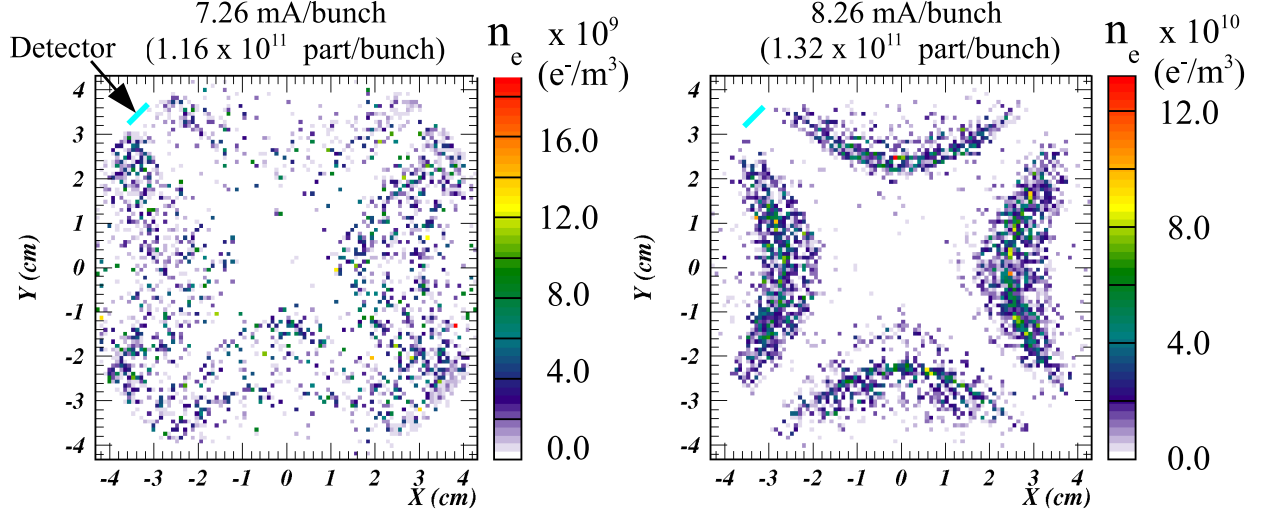 7.26 mA/bunch
(1.16 x 10¹¹ part/bunch)
Detector
nₑ x 10⁹
(e⁻/m³)
16.0
12.0
8.0
4.0
0.0
4
3
2
1
0
-1
-2
-3
-4
Y (cm)
-4 -3 -2 -1 0 1 2 3 4
X (cm)
8.26 mA/bunch
(1.32 x 10¹¹ part/bunch)
nₑ x 10¹⁰
(e⁻/m³)
12.0
8.0
4.0
0.0
4
3
2
1
0
-1
-2
-3
-4
Y (cm)
-4 -3 -2 -1 0 1 2 3 4
X (cm)